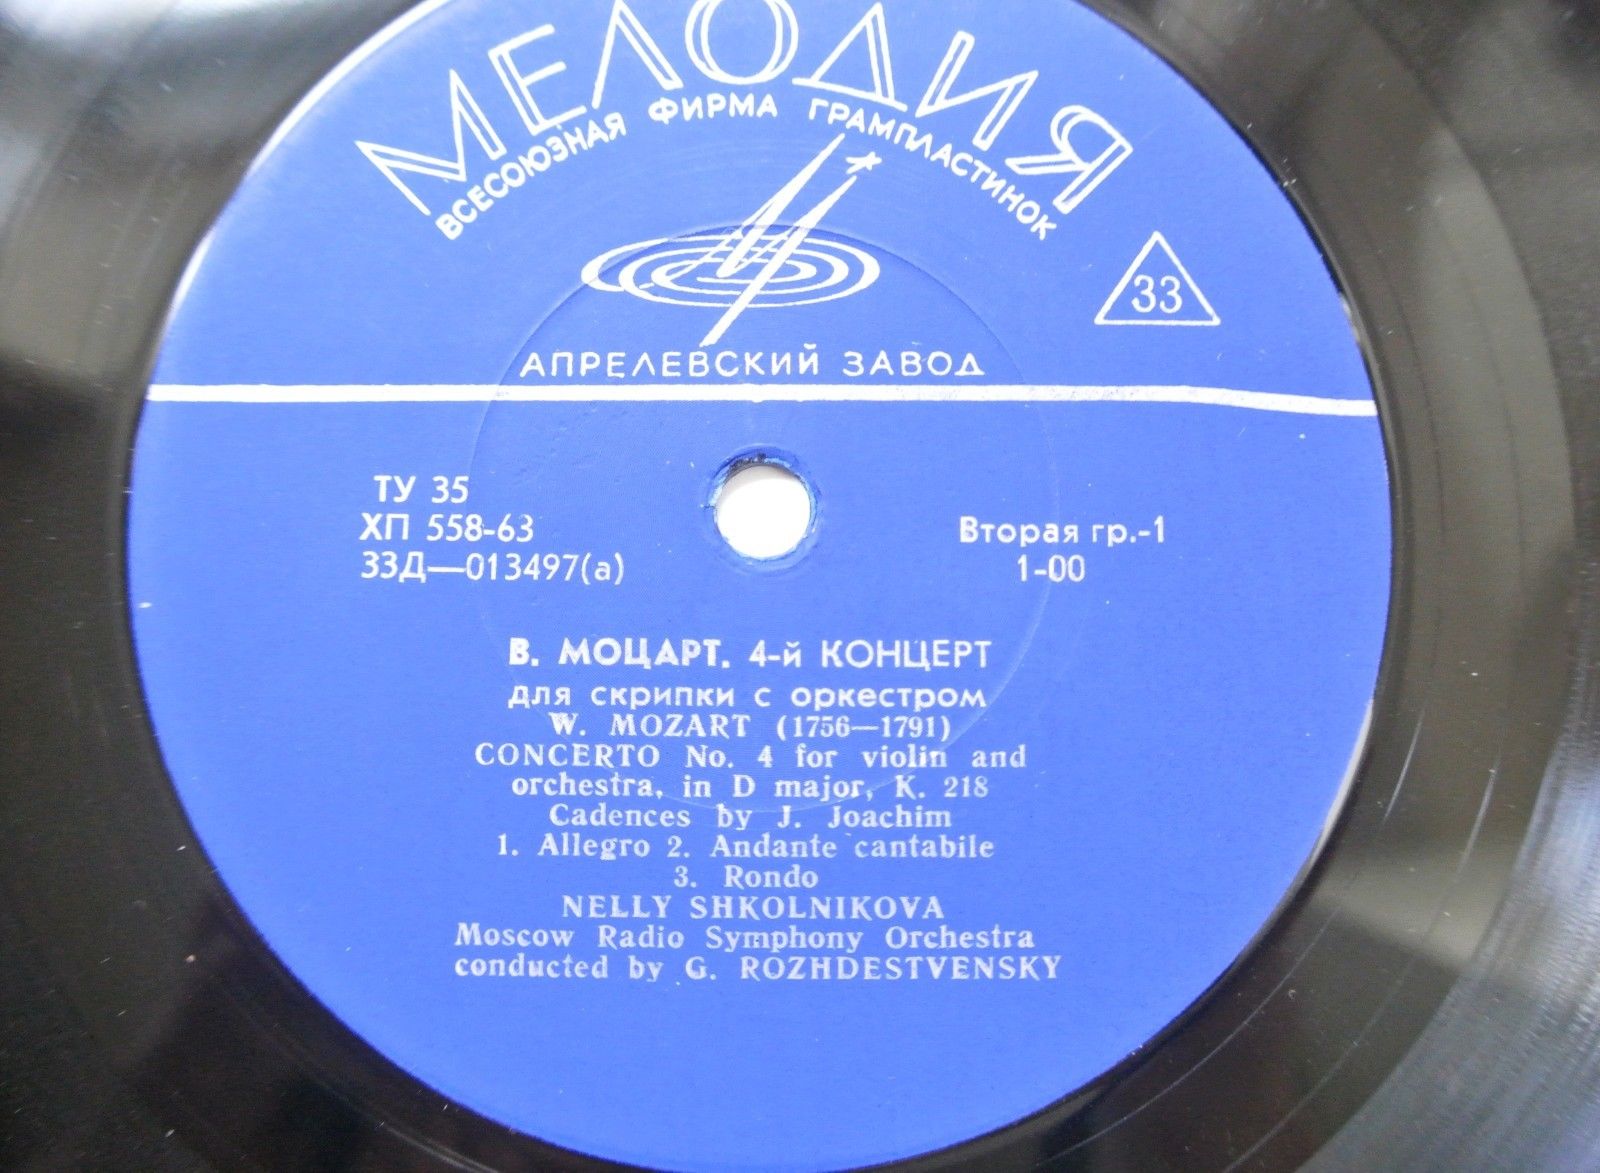 МЕЛОДИЯ
ВСЕСОЮЗНАЯ ФИРМА ГРАМПЛАСТИНОК
33
АПРЕЛЕВСКИЙ ЗАВОД
ТУ 35
ХП 558-63
33Д—013497(а)
Вторая гр.-1
1-00
В. МОЦАРТ. 4-й КОНЦЕРТ
для скрипки с оркестром
W. MOZART (1756—1791)
CONCERTO No. 4 for violin and
orchestra, in D major, K. 218
Cadences by J. Joachim
1. Allegro 2. Andante cantabile
3. Rondo
NELLY SHKOLNIKOVA
Moscow Radio Symphony Orchestra
conducted by G. ROZHDESTVENSKY